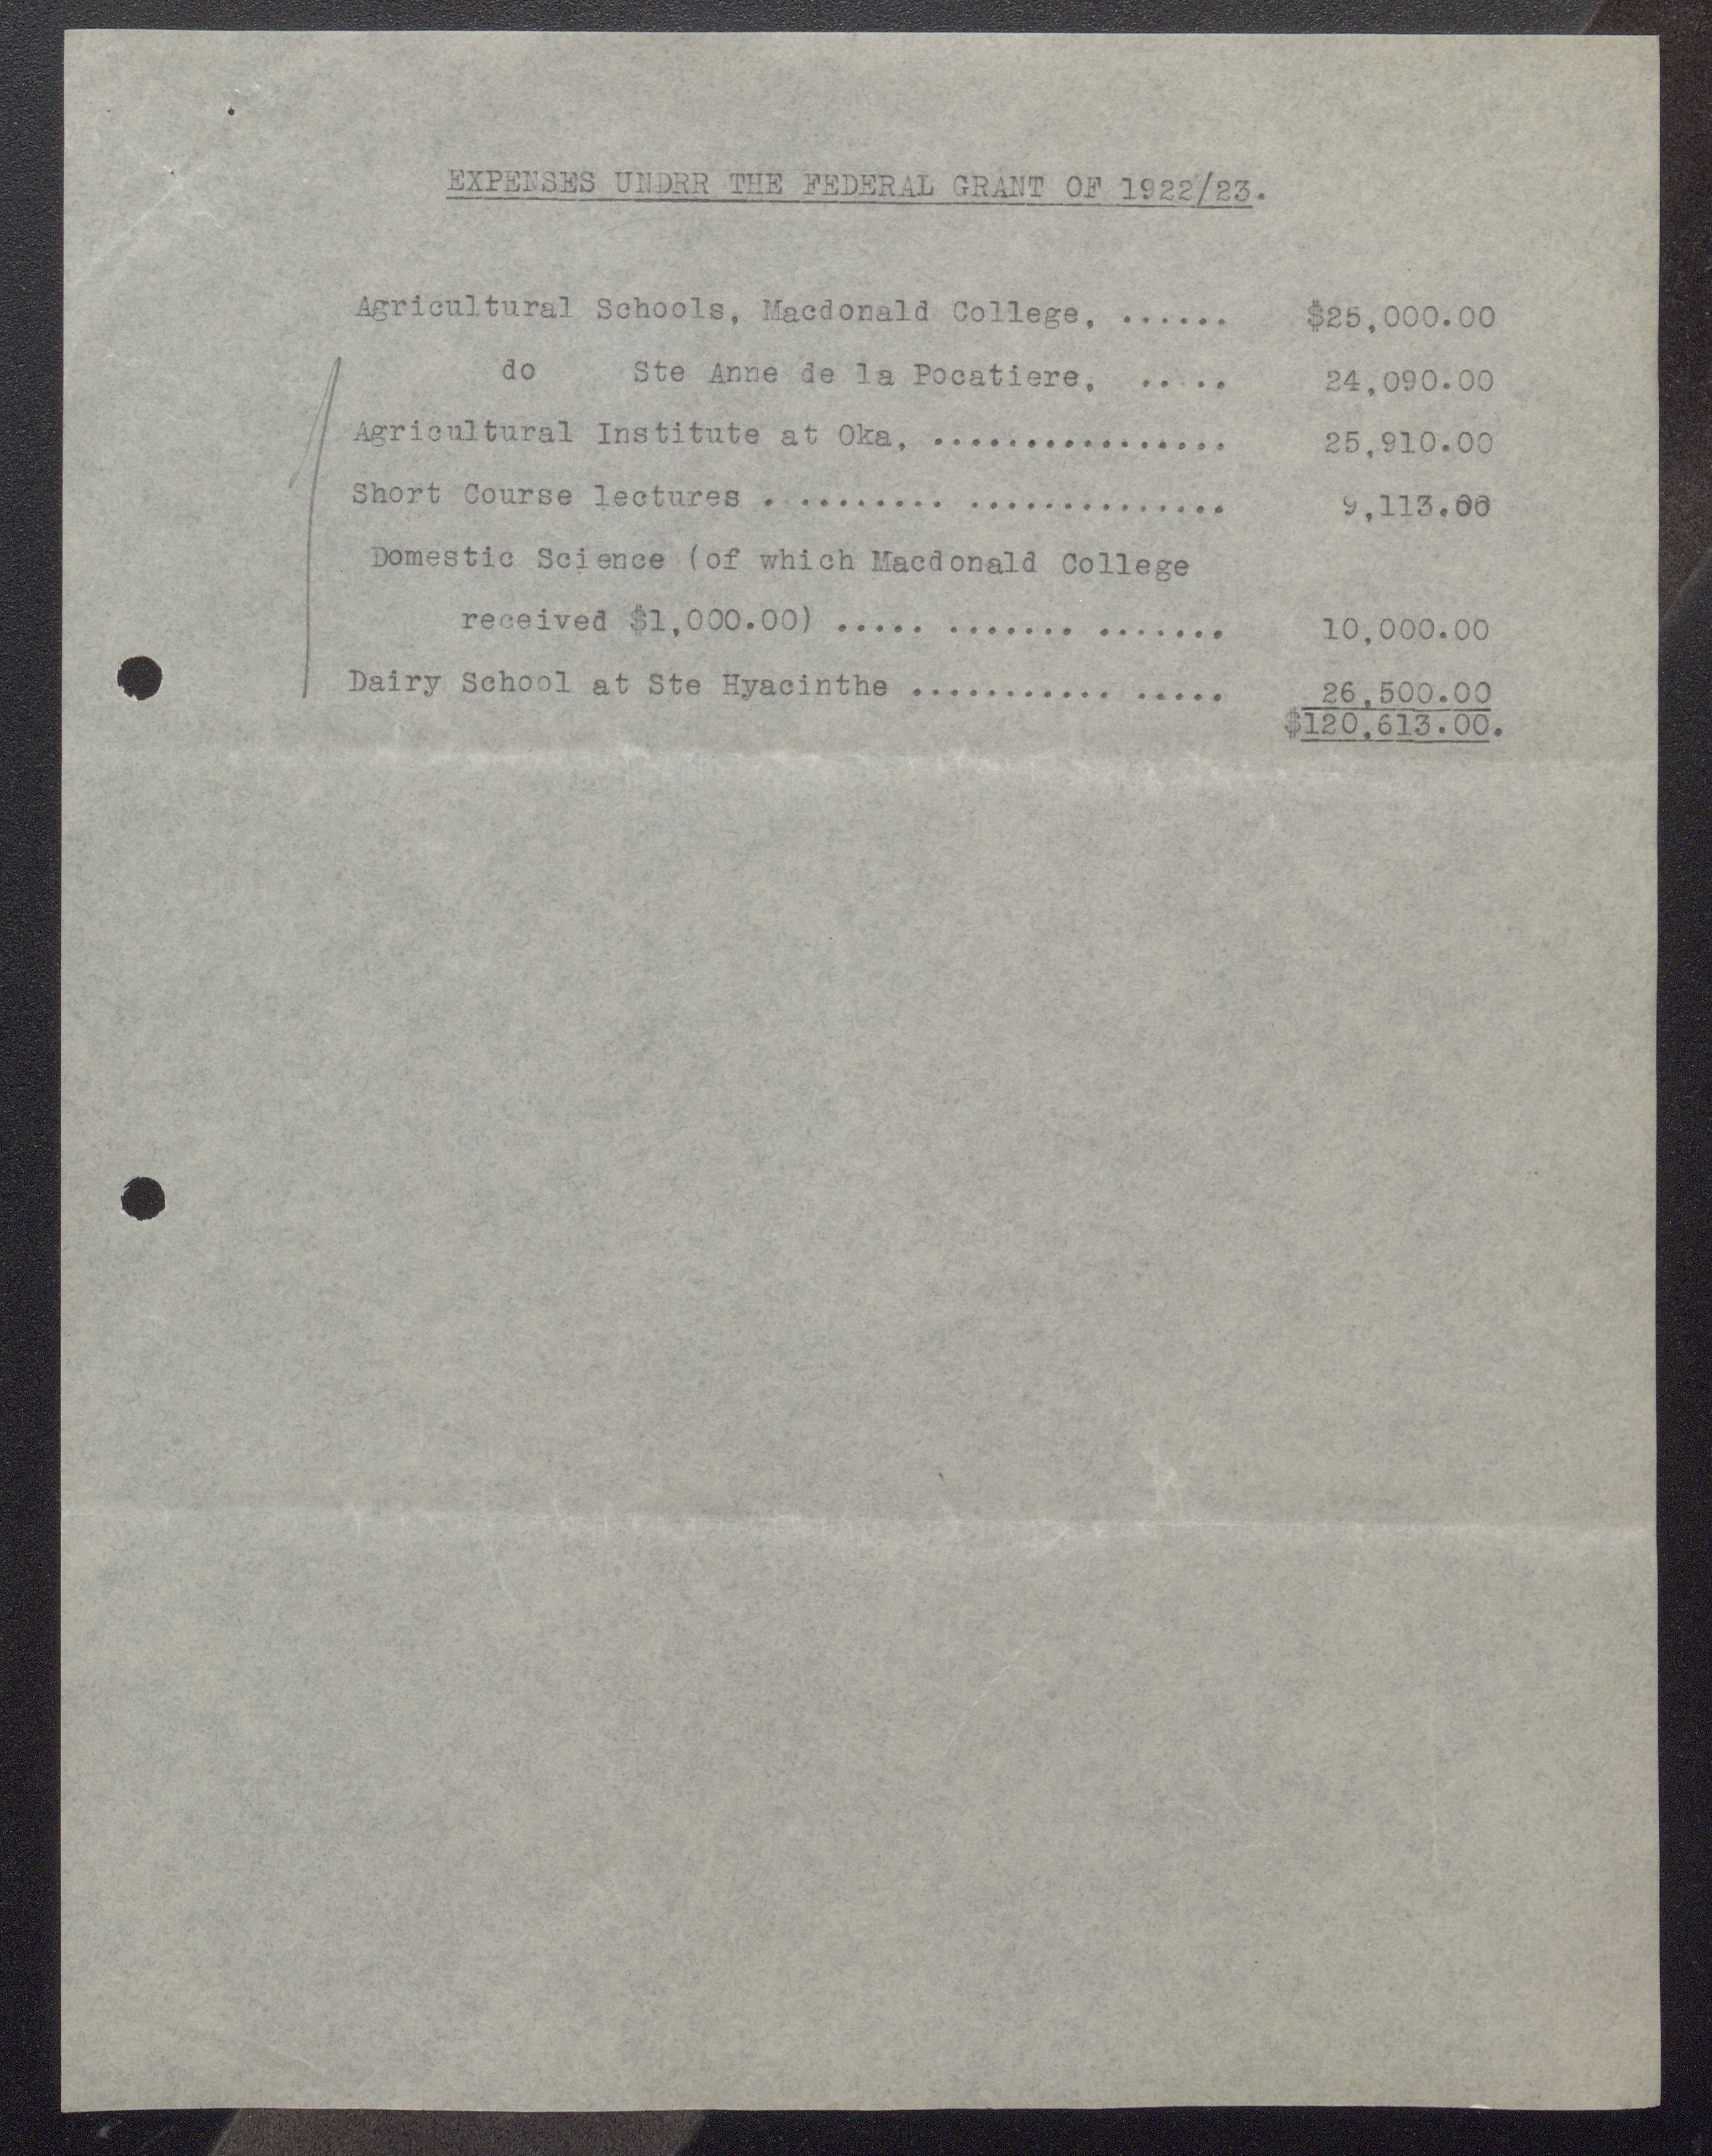 EXPENSES UNDRR THE FEDERAL GRANT OF 1922/23.
Agricultural Schools, Macdonald College, ...... $25,000.00
do Ste Anne de la Pocatiere, ..... 24,090.00
Agricultural Institute at Oka, ................ 25,910.00
Short Course lectures .......... .............. 9,113.00
Domestic Science (of which Macdonald College
received $1,000.00) ..... ....... ....... 10,000.00
Dairy School at Ste Hyacinthe ........... ..... 26,500.00
$120,613.00.